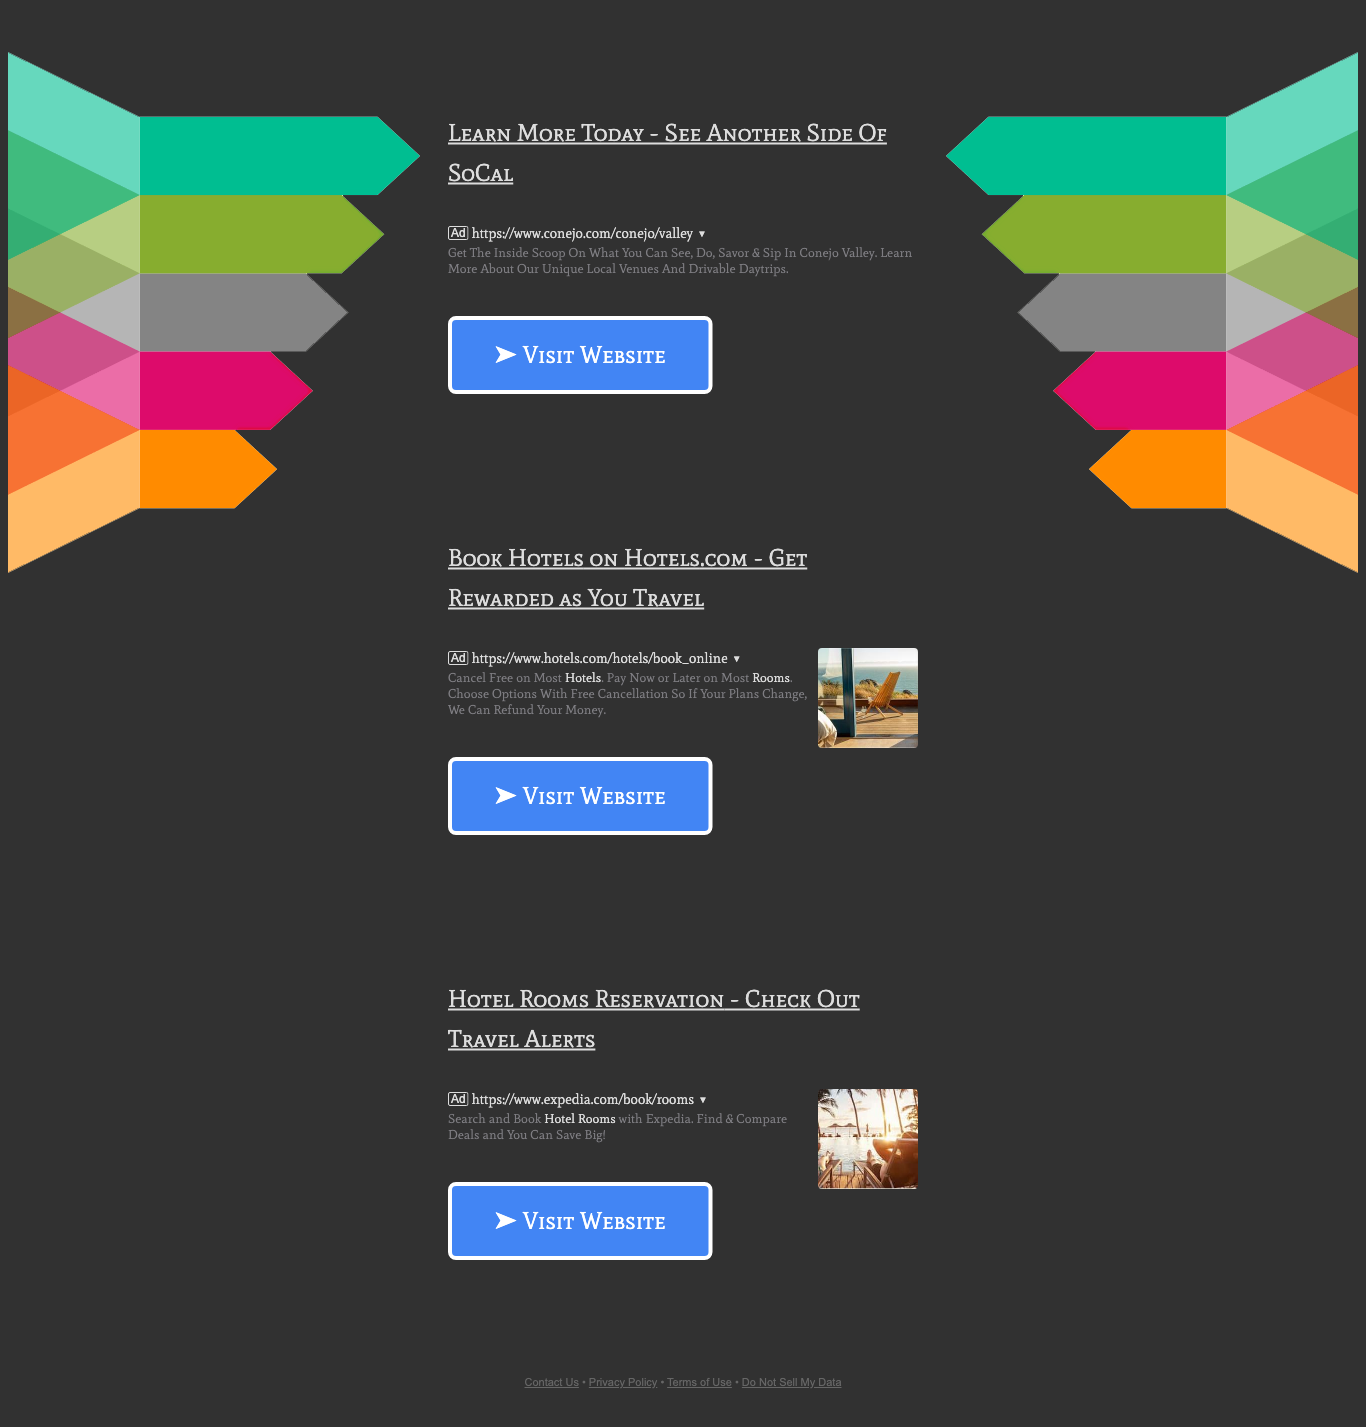 Learn More Today - See Another Side Of
SoCal
Ad https://www.conejo.com/conejo/valley ▼
Get The Inside Scoop On What You Can See, Do, Savor & Sip In Conejo Valley. Learn
More About Our Unique Local Venues And Drivable Daytrips.
➤ Visit Website
Book Hotels on Hotels.com - Get
Rewarded as You Travel
Ad https://www.hotels.com/hotels/book_online ▼
Cancel Free on Most Hotels. Pay Now or Later on Most Rooms.
Choose Options With Free Cancellation So If Your Plans Change,
We Can Refund Your Money.
➤ Visit Website
Hotel Rooms Reservation - Check Out
Travel Alerts
Ad https://www.expedia.com/book/rooms ▼
Search and Book Hotel Rooms with Expedia. Find & Compare
Deals and You Can Save Big!
➤ Visit Website
Contact Us • Privacy Policy • Terms of Use • Do Not Sell My Data